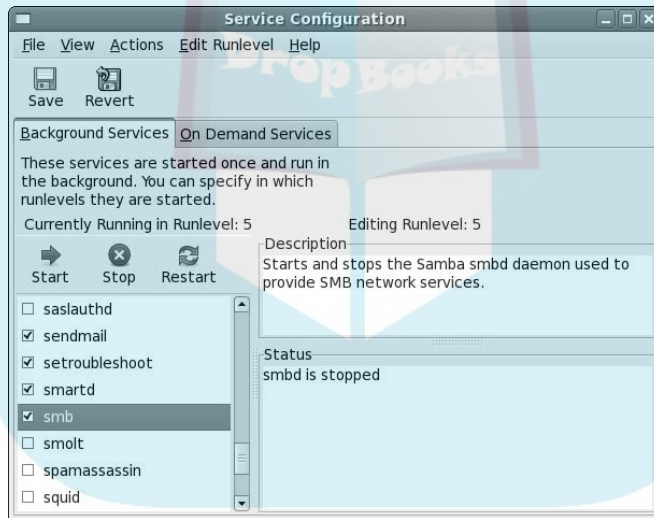 Service Configuration
File View Actions Edit Runlevel Help
Save Revert
Background Services On Demand Services
These services are started once and run in
the background. You can specify in which
runlevels they are started.
Currently Running in Runlevel: 5 Editing Runlevel: 5
Start Stop Restart
Description
Starts and stops the Samba smbd daemon used to
provide SMB network services.
saslauthd
sendmail
setroubleshoot
smartd
smb
smolt
spamassassin
squid
Status
smbd is stopped
DropBooks